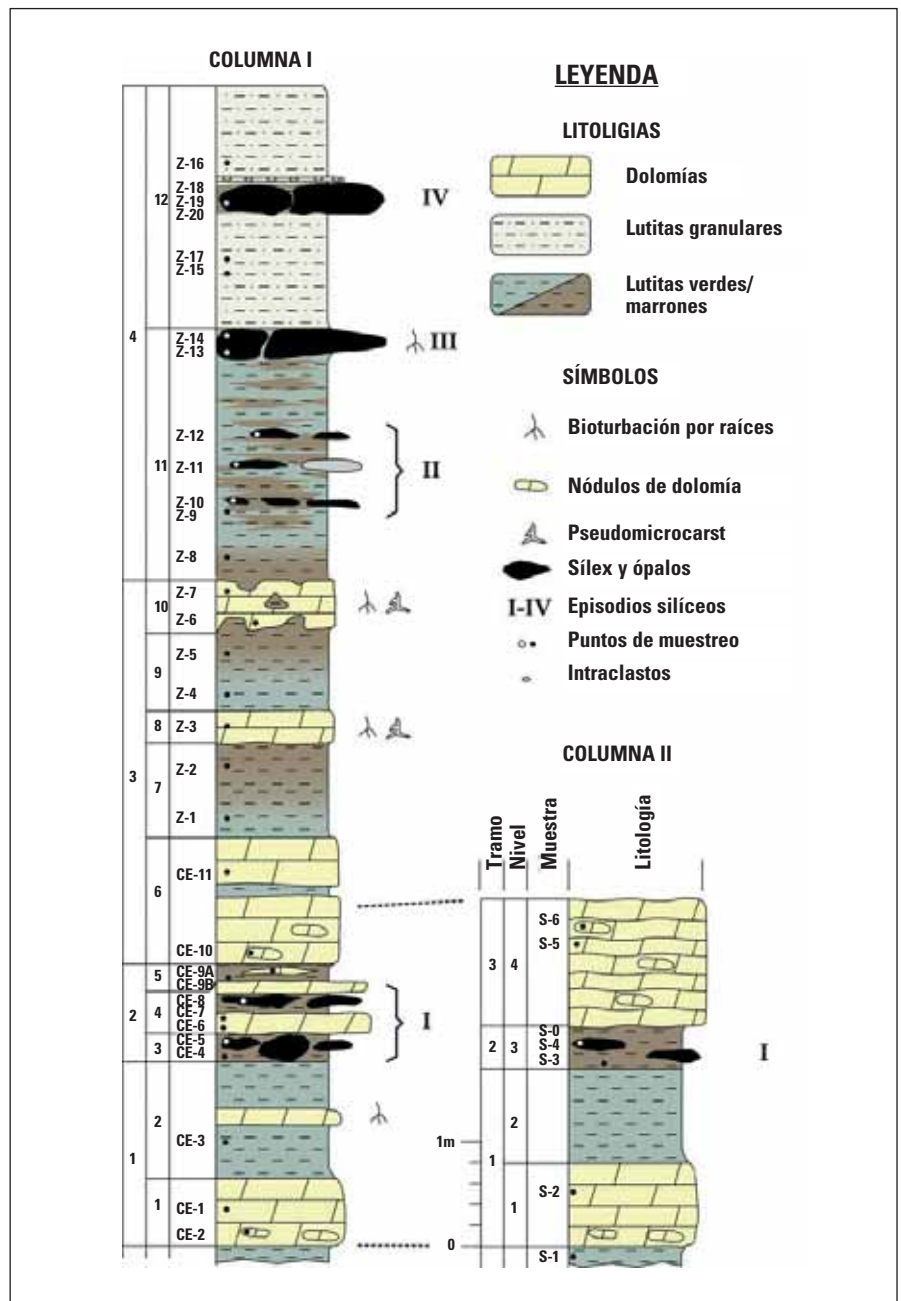 COLUMNA I
4
3
2
1
12
11
10
9
8
7
6
5
4
3
2
1
Z-16
Z-18
Z-19
Z-20
Z-17
Z-15
Z-14
Z-13
Z-12
Z-11
Z-10
Z-9
Z-8
Z-7
Z-6
Z-5
Z-4
Z-3
Z-2
Z-1
CE-11
CE-10
CE-9A
CE-9B
CE-8
CE-7
CE-6
CE-5
CE-4
CE-3
CE-1
CE-2
IV
III
II
I
LEYENDA
LITOLIGIAS
Dolomías
Lutitas granulares
Lutitas verdes/
marrones
SÍMBOLOS
Bioturbación por raíces
Nódulos de dolomía
Pseudomicrocarst
Sílex y ópalos
I-IV Episodios silíceos
Puntos de muestreo
Intraclastos
COLUMNA II
Tramo
Nivel
Muestra
Litología
3
2
1
4
3
2
1
S-6
S-5
S-0
S-4
S-3
S-2
S-1
I
1m
0